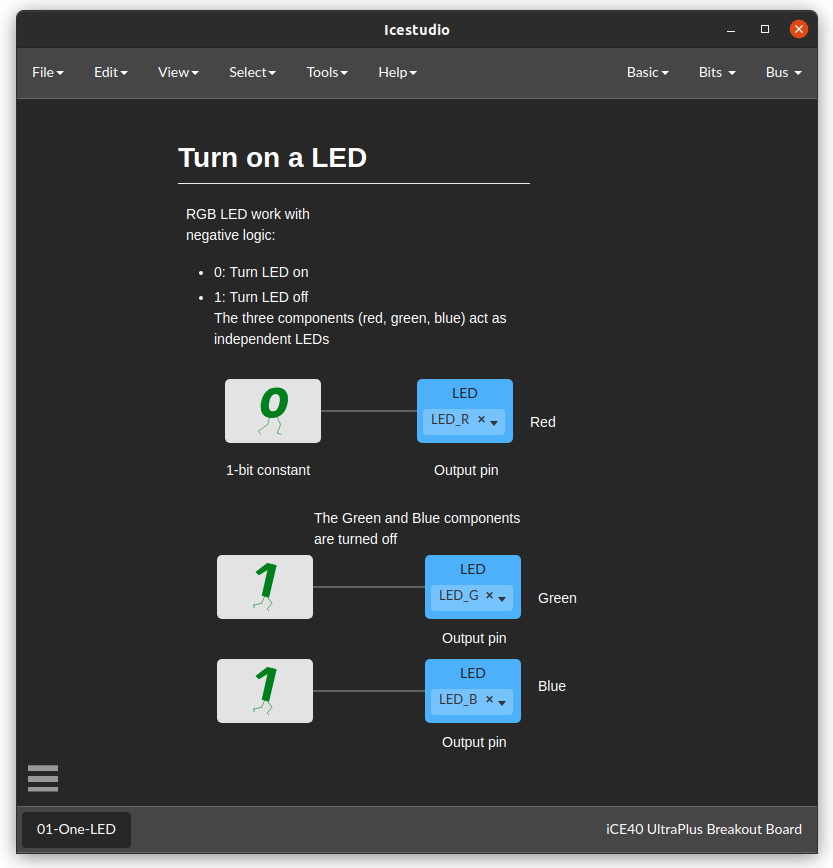 Icestudio
File Edit View Select Tools Help Basic Bits Bus
Turn on a LED
RGB LED work with
negative logic:
• 0: Turn LED on
• 1: Turn LED off
The three components (red, green, blue) act as
independent LEDs
0
LED
LED_R ×
Red
1-bit constant
Output pin
The Green and Blue components
are turned off
1
LED
LED_G ×
Green
Output pin
1
LED
LED_B ×
Blue
Output pin
01-One-LED
iCE40 UltraPlus Breakout Board